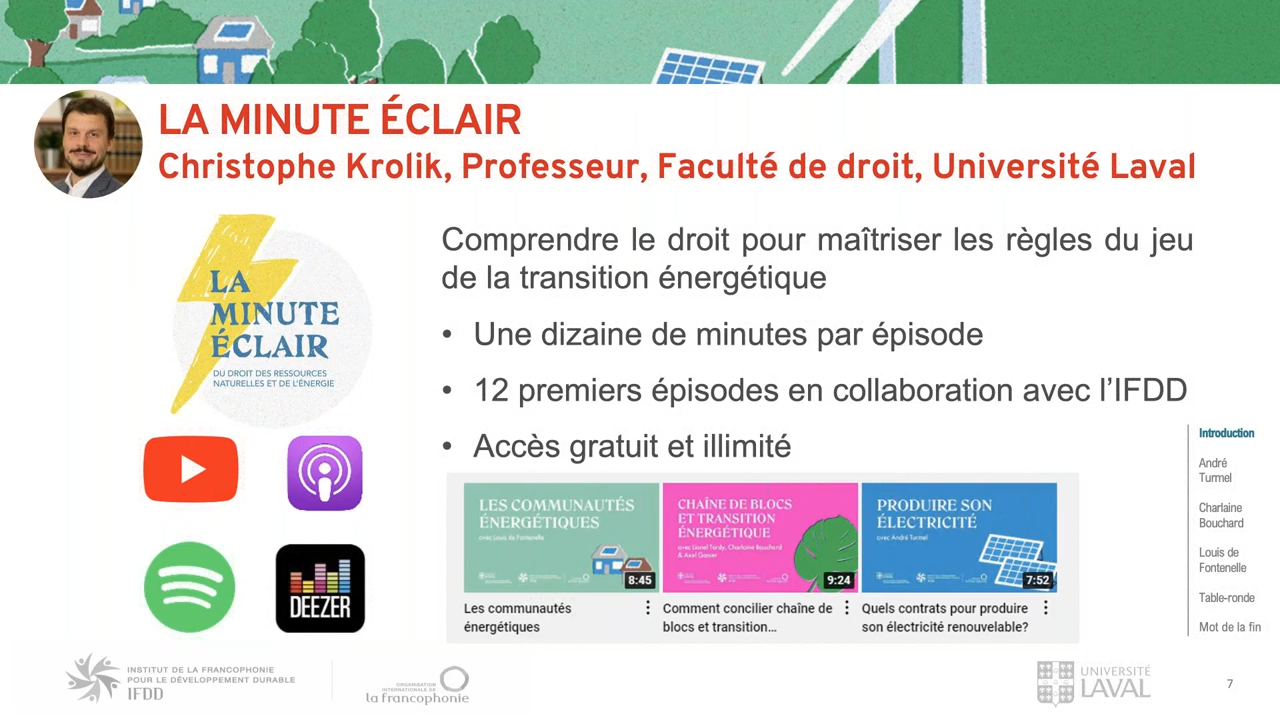 LA MINUTE ÉCLAIR
Christophe Krolik, Professeur, Faculté de droit, Université Laval
LA
MINUTE
ÉCLAIR
DU DROIT DES RESSOURCES
NATURELLES ET DE L'ÉNERGIE
Comprendre le droit pour maîtriser les règles du jeu
de la transition énergétique
• Une dizaine de minutes par épisode
• 12 premiers épisodes en collaboration avec l'IFDD
• Accès gratuit et illimité
DEEZER
LES COMMUNAUTÉS
ÉNERGÉTIQUES
avec Louis de Fontenelle
8:45
Les communautés
énergétiques
CHAÎNE DE BLOCS
ET TRANSITION
ÉNERGÉTIQUE
avec Lionel Tardy, Charlaine Bouchard
& Axel Gasnier
9:24
Comment concilier chaîne de
blocs et transition...
PRODUIRE SON
ÉLECTRICITÉ
avec André Turmel
7:52
Quels contrats pour produire
son électricité renouvelable?
Introduction
André
Turmel
Charlaine
Bouchard
Louis de
Fontenelle
Table-ronde
Mot de la fin
INSTITUT DE LA FRANCOPHONIE
POUR LE DÉVELOPPEMENT DURABLE
IFDD
ORGANISATION
INTERNATIONALE DE
la francophonie
UNIVERSITÉ
LAVAL
7